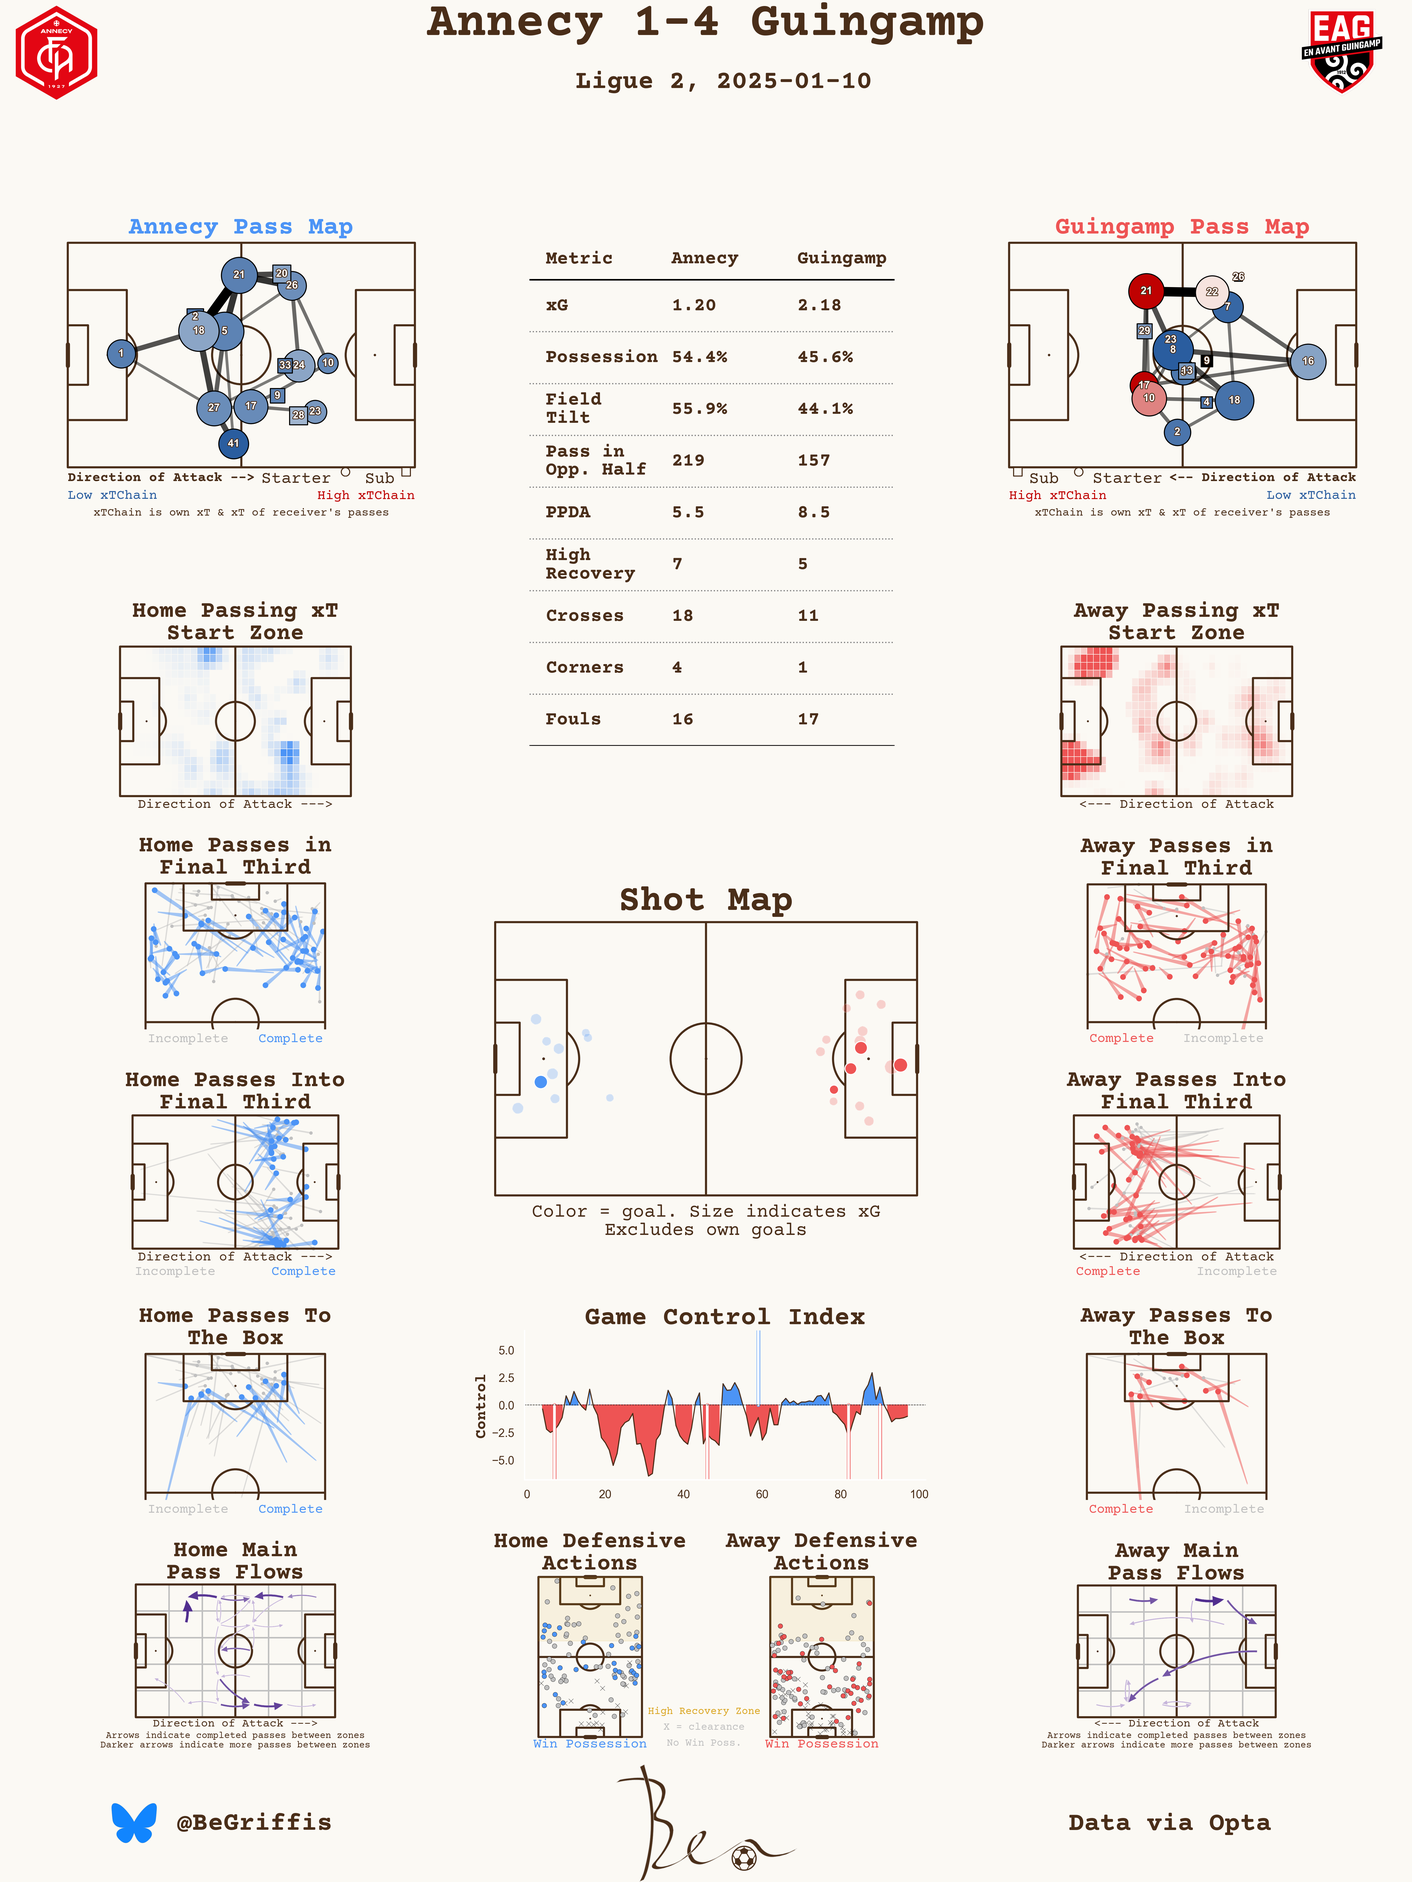 Annecy 1-4 Guingamp
Ligue 2, 2025-01-10
ANNECY
FCA
1927
EAG
EN AVANT GUINGAMP
1912
Annecy Pass Map
21
20
26
2
18
5
1
33
24
10
9
27
17
28
23
41
Direction of Attack --> Starter Sub
Low xTChain High xTChain
xTChain is own xT & xT of receiver's passes
Metric Annecy Guingamp
xG 1.20 2.18
Possession 54.4% 45.6%
Field
Tilt 55.9% 44.1%
Pass in
Opp. Half 219 157
PPDA 5.5 8.5
High
Recovery 7 5
Crosses 18 11
Corners 4 1
Fouls 16 17
Guingamp Pass Map
26
21
22
7
29
23
8
9
16
13
17
10
4
18
2
Sub Starter <-- Direction of Attack
High xTChain Low xTChain
xTChain is own xT & xT of receiver's passes
Home Passing xT
Start Zone
Direction of Attack --->
Away Passing xT
Start Zone
<--- Direction of Attack
Home Passes in
Final Third
Incomplete Complete
Away Passes in
Final Third
Complete Incomplete
Shot Map
Color = goal. Size indicates xG
Excludes own goals
Home Passes Into
Final Third
Direction of Attack --->
Incomplete Complete
Away Passes Into
Final Third
<--- Direction of Attack
Complete Incomplete
Home Passes To
The Box
Incomplete Complete
Game Control Index
Control
5.0
2.5
0.0
−2.5
−5.0
0 20 40 60 80 100
Away Passes To
The Box
Complete Incomplete
Home Main
Pass Flows
Direction of Attack --->
Arrows indicate completed passes between zones
Darker arrows indicate more passes between zones
Home Defensive
Actions
Win Possession
Away Defensive
Actions
Win Possession
High Recovery Zone
X = clearance
No Win Poss.
Away Main
Pass Flows
<--- Direction of Attack
Arrows indicate completed passes between zones
Darker arrows indicate more passes between zones
@BeGriffis
Ben
Data via Opta